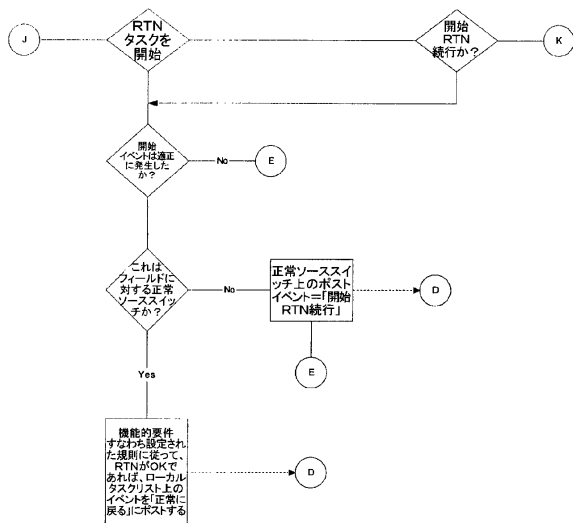 J
RTN
タスクを
開始
開始
RTN
続行か?
K
開始
イベントは適正
に発生した
か?
No
E
これは
フィールドに
対する正常
ソーススイッ
チか?
No
正常ソーススイ
ッチ上のポスト
イベント=「開始
RTN続行」
D
E
Yes
機能的要件
すなわち設定され
た規則に従って、
RTNがOKで
あれば、ローカル
タスクリスト上の
イベントを「正常に
戻る」にポストする
D